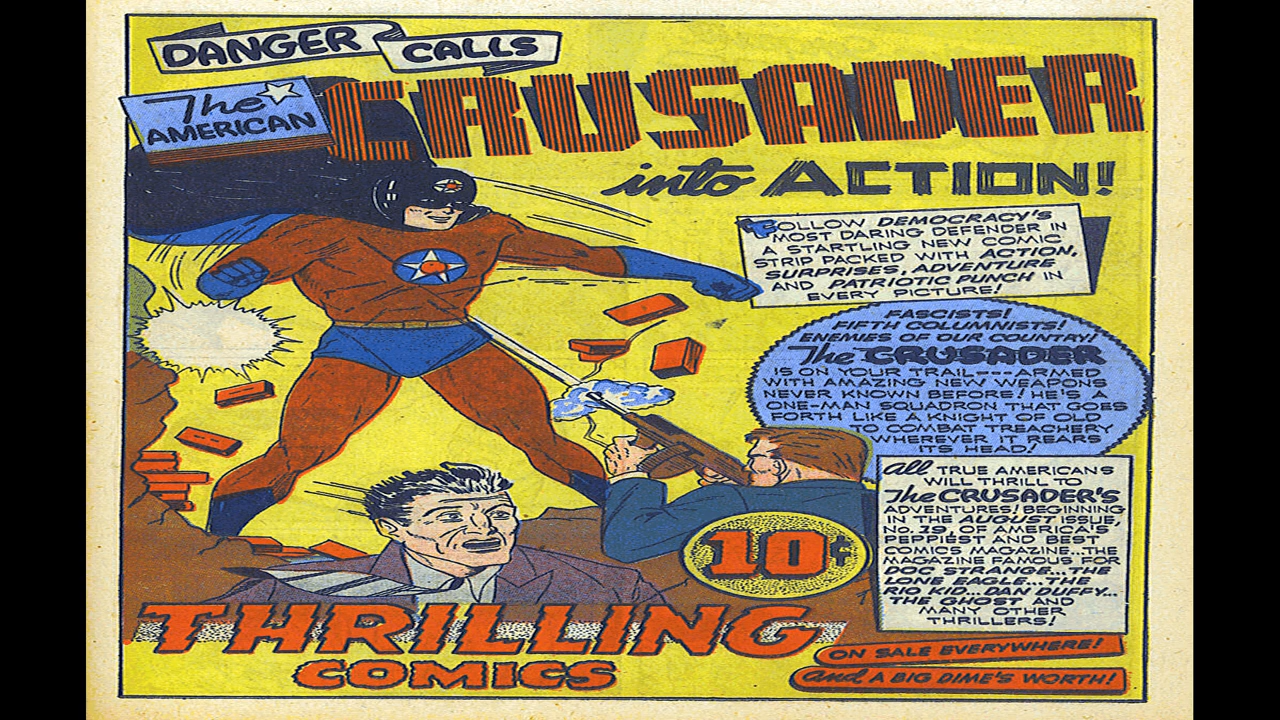 DANGER CALLS
The AMERICAN
CRUSADER
into ACTION!
FOLLOW DEMOCRACY'S
MOST DARING DEFENDER IN
A STARTLING NEW COMIC
STRIP PACKED WITH ACTION,
SURPRISES, ADVENTURE
AND PATRIOTIC PUNCH IN
EVERY PICTURE!
FASCISTS!
FIFTH COLUMNISTS!
ENEMIES OF OUR COUNTRY!
The CRUSADER
IS ON YOUR TRAIL---ARMED
WITH AMAZING NEW WEAPONS
NEVER KNOWN BEFORE! HE'S A
ONE-MAN SQUADRON THAT GOES
FORTH LIKE A KNIGHT OF OLD
TO COMBAT TREACHERY
WHEREVER IT REARS
ITS HEAD!
All TRUE AMERICAN'S
WILL THRILL TO
The CRUSADER'S
ADVENTURES! BEGINNING
IN THE AUGUST ISSUE,
No. 19, OF AMERICA'S
PEPPIEST AND BEST
COMICS MAGAZINE...THE
MAGAZINE FAMOUS FOR
DOC STRANGE...THE
LONE EAGLE...THE
RIO KID...DAN DUFFY...
THE GHOST AND
MANY OTHER
THRILLERS!
10¢
THRILLING
COMICS
ON SALE EVERYWHERE!
and A BIG DIME'S WORTH!